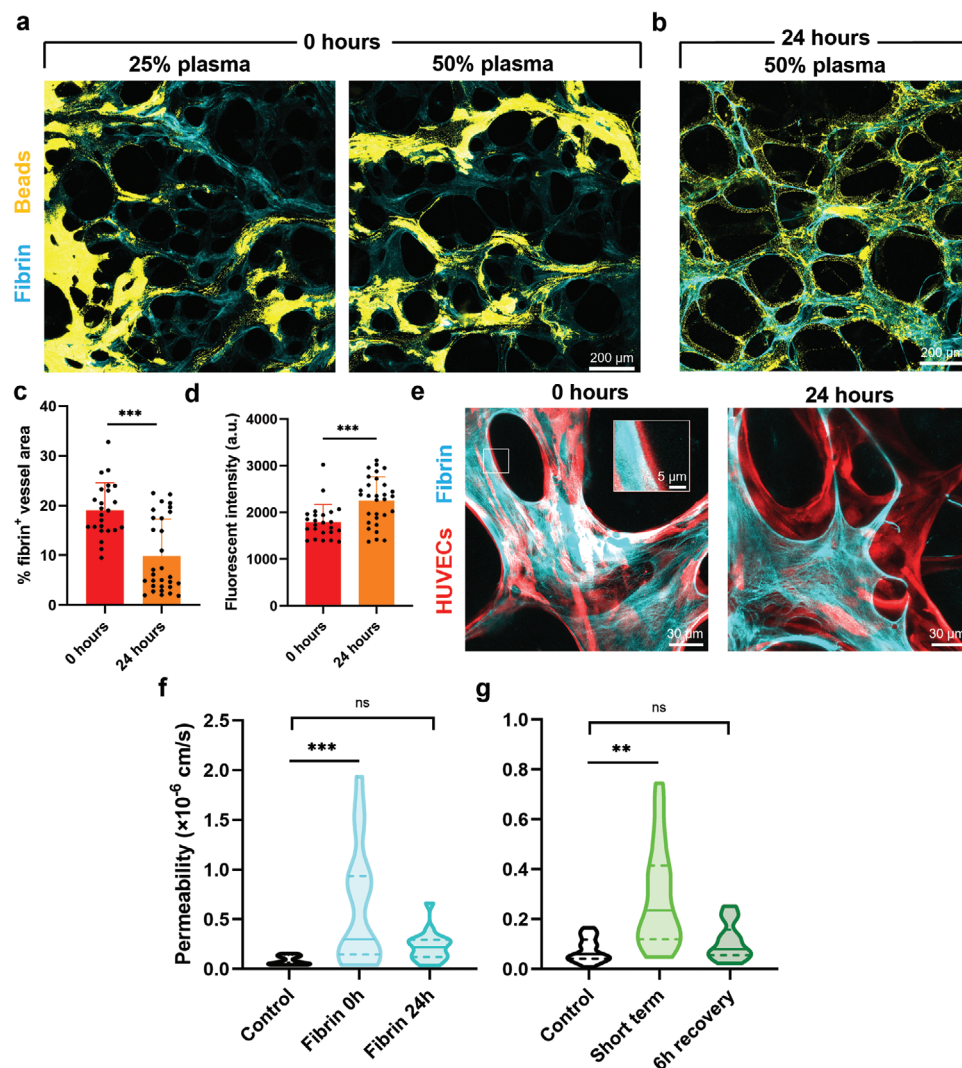 a
b
0 hours
24 hours
25% plasma
50% plasma
50% plasma
Fibrin Beads
200 µm
200 µm
c
d
e
0 hours
24 hours
% fibrin+ vessel area
40
30
20
10
0
***
0 hours
24 hours
Fluorescent intensity (a.u.)
4000
3000
2000
1000
0
***
0 hours
24 hours
HUVECs Fibrin
5 µm
30 µm
30 µm
f
g
Permeability (×10-6 cm/s)
2.5
2.0
1.5
1.0
0.5
0.0
ns
***
Control
Fibrin 0h
Fibrin 24h
1.0
0.8
0.6
0.4
0.2
0.0
ns
**
Control
Short term
6h recovery